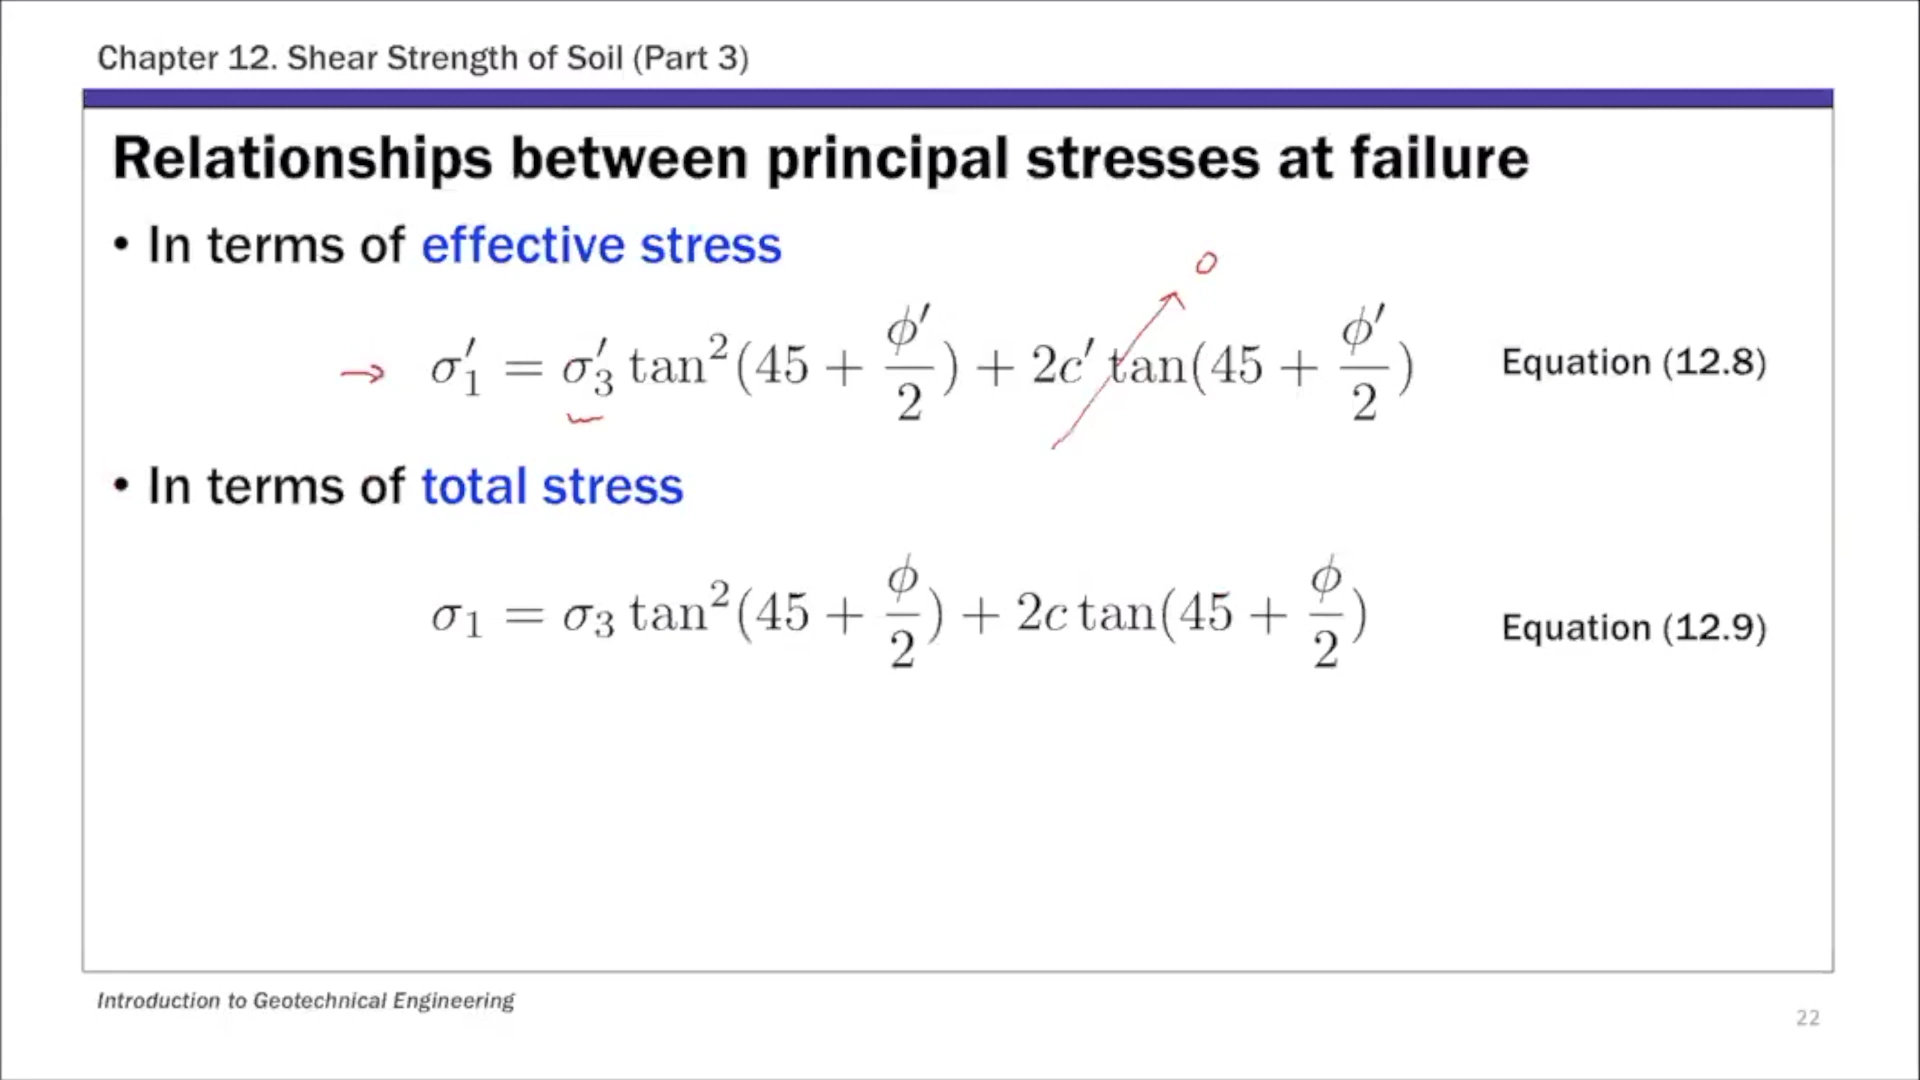 Chapter 12. Shear Strength of Soil (Part 3)
Relationships between principal stresses at failure
• In terms of effective stress
0
→ σ′₁ = σ′₃ tan²(45 + ϕ′/2) + 2c′ tan(45 + ϕ′/2) Equation (12.8)
• In terms of total stress
σ₁ = σ₃ tan²(45 + ϕ/2) + 2c tan(45 + ϕ/2) Equation (12.9)
Introduction to Geotechnical Engineering
22